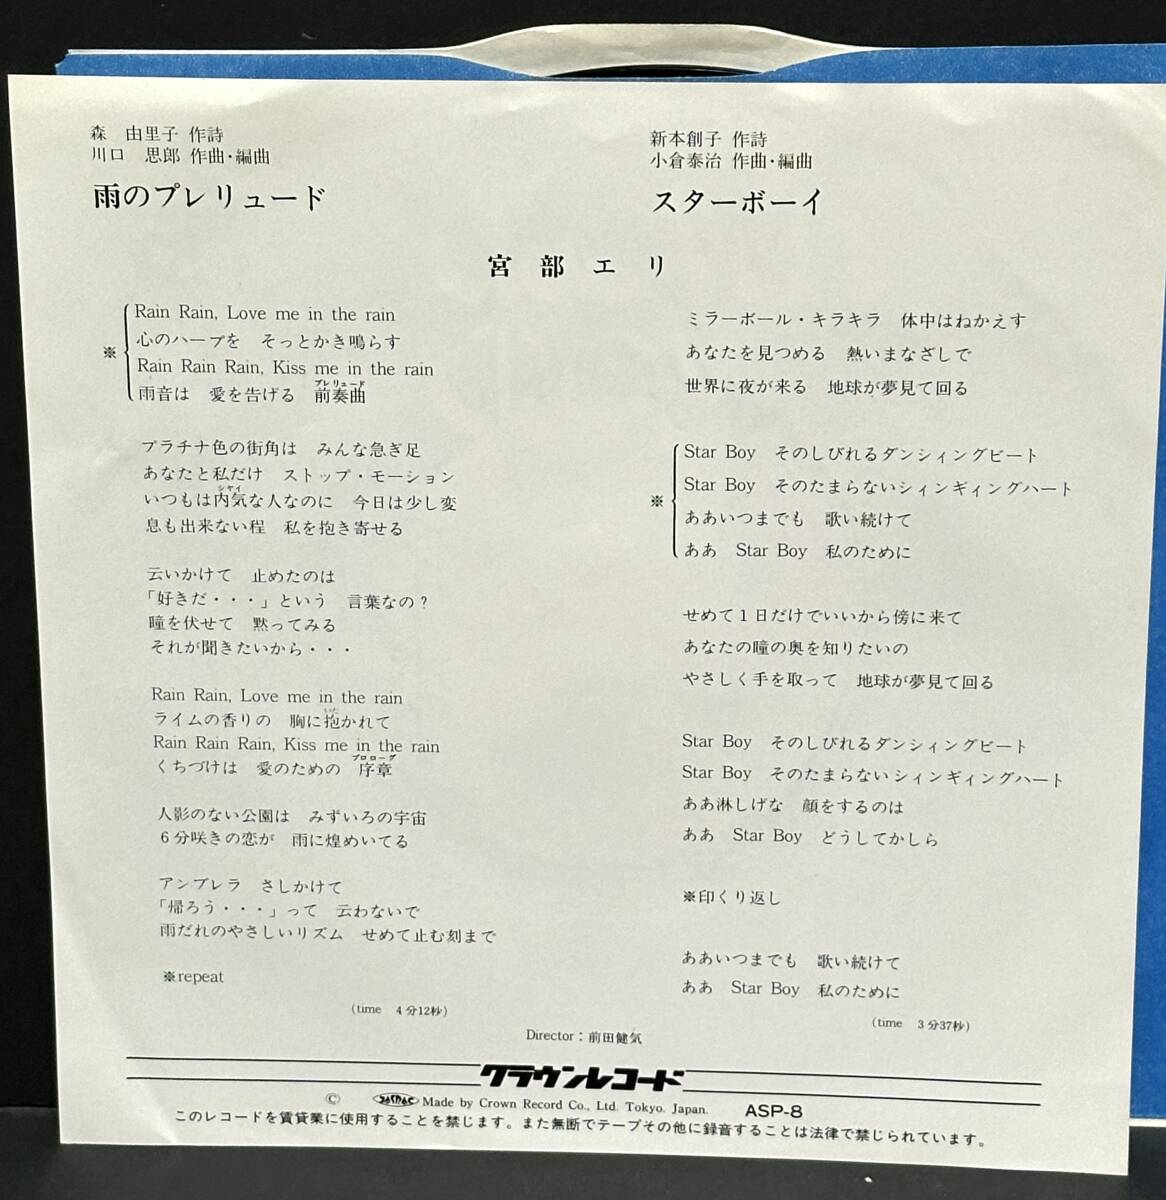 森　由里子 作詩
川口　思郎 作曲・編曲
雨のプレリュード
新本創子 作詩
小倉泰治 作曲・編曲
スターボーイ
宮部エリ
Rain Rain, Love me in the rain
心のハープを　そっとかき鳴らす
※
Rain Rain Rain, Kiss me in the rain
プレリュード
雨音は　愛を告げる　前奏曲
プラチナ色の街角は　みんな急ぎ足
あなたと私だけ　ストップ・モーション
シャイ
いつもは内気な人なのに　今日は少し変
息も出来ない程　私を抱き寄せる
云いかけて　止めたのは
「好きだ・・・」という　言葉なの？
瞳を伏せて　黙ってみる
それが聞きたいから・・・
Rain Rain, Love me in the rain
いだ
ライムの香りの　胸に抱かれて
Rain Rain Rain, Kiss me in the rain
プロローグ
くちづけは　愛のための　序章
人影のない公園は　みずいろの宇宙
６分咲きの恋が　雨に煌めいてる
アンブレラ　さしかけて
「帰ろう・・・」って　云わないで
雨だれのやさしいリズム　せめて止む刻まで
※repeat
(time　4分12秒)
ミラーボール・キラキラ　体中はねかえす
あなたを見つめる　熱いまなざしで
世界に夜が来る　地球が夢見て回る
Star Boy　そのしびれるダンシィングビート
Star Boy　そのたまらないシィンギィングハート
※
ああいつまでも　歌い続けて
ああ　Star Boy　私のために
せめて１日だけでいいから傍に来て
あなたの瞳の奥を知りたいの
やさしく手を取って　地球が夢見て回る
Star Boy　そのしびれるダンシィングビート
Star Boy　そのたまらないシィンギィングハート
ああ淋しげな　顔をするのは
ああ　Star Boy　どうしてかしら
※印くり返し
ああいつまでも　歌い続けて
ああ　Star Boy　私のために
(time　3分37秒)
Director：前田健気
クラウンレコード
Ⓒ JASRAC Made by Crown Record Co., Ltd. Tokyo. Japan. ASP-8
このレコードを賃貸業に使用することを禁じます。また無断でテープその他に録音することは法律で禁じられています。